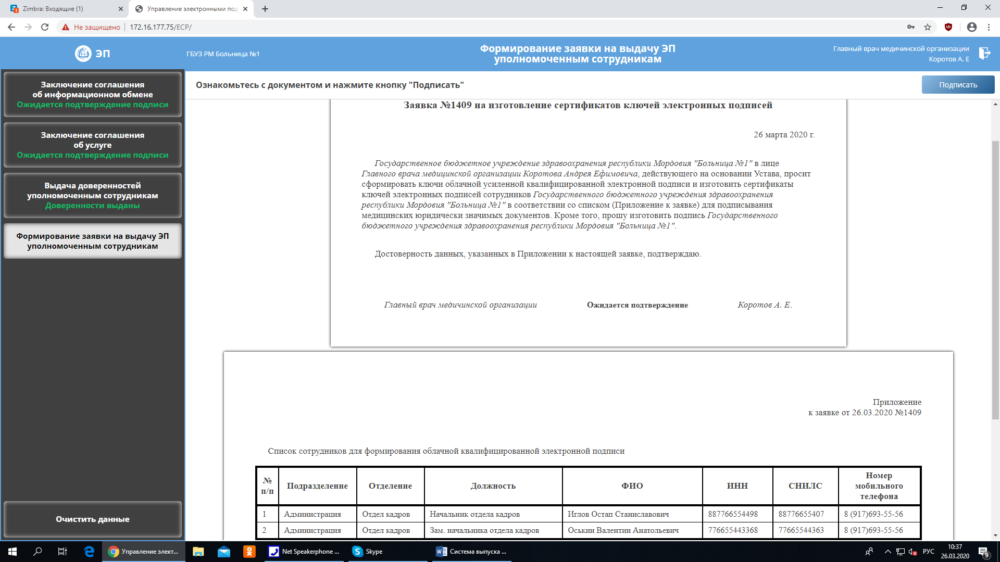 Zimbra: Входящие (1)
Управление электронными под
Не защищено
172.16.177.75/ECP/
ЭП
ГБУЗ РМ Больница №1
Формирование заявки на выдачу ЭП
уполномоченным сотрудникам
Главный врач медичинской организации
Коротов А. Е
Заключение соглашения
об информационном обмене
Ожидается подтверждение подписи
Заключение соглашения
об услуге
Ожидается подтверждение подписи
Выдача доверенностей
уполномоченным сотрудникам
Доверенности выданы
Формирование заявки на выдачу ЭП
уполномоченным сотрудникам
Очистить данные
Ознакомьтесь с документом и нажмите кнопку "Подписать"
Подписать
Заявка №1409 на изготовление сертификатов ключей электронных подписей
26 марта 2020 г.
Государственное бюджетное учреждение здравоохранения республики Мордовия "Больница №1" в лице
Главного врача медицинской организации Коротова Андрея Ефимовича, действующего на основании Устава, просит
сформировать ключи облачной усиленной квалифицированной электронной подписи и изготовить сертификаты
ключей электронных подписей сотрудников Государственного бюджетного учреждения здравоохранения
республики Мордовия "Больница №1" в соответствии со списком (Приложение к заявке) для подписывания
медицинских юридически значимых документов. Кроме того, прошу изготовить подпись Государственного
бюджетного учреждения здравоохранения республики Мордовия "Больница №1".
Достоверность данных, указанных в Приложении к настоящей заявке, подтверждаю.
Главный врач медичинской организации Ожидается подтверждение Коротов А. Е.
Приложение
к заявке от 26.03.2020 №1409
Список сотрудников для формирования облачной квалифицированной электронной подписи
№ п/п Подразделение Отделение Должность ФИО ИНН СНИЛС Номер мобильного телефона
1 Администрация Отдел кадров Начальник отдела кадров Иглов Остап Станиславович 887766554498 88776655407 8 (917)693-55-56
2 Администрация Отдел кадров Зам. начальника отдела кадров Оськин Валентин Анатольевич 776655443368 77665544363 8 (917)693-55-56
Управление элект...
Net Speakerphone ...
Skype
Система выпуска ...
РУС
10:37
26.03.2020
9